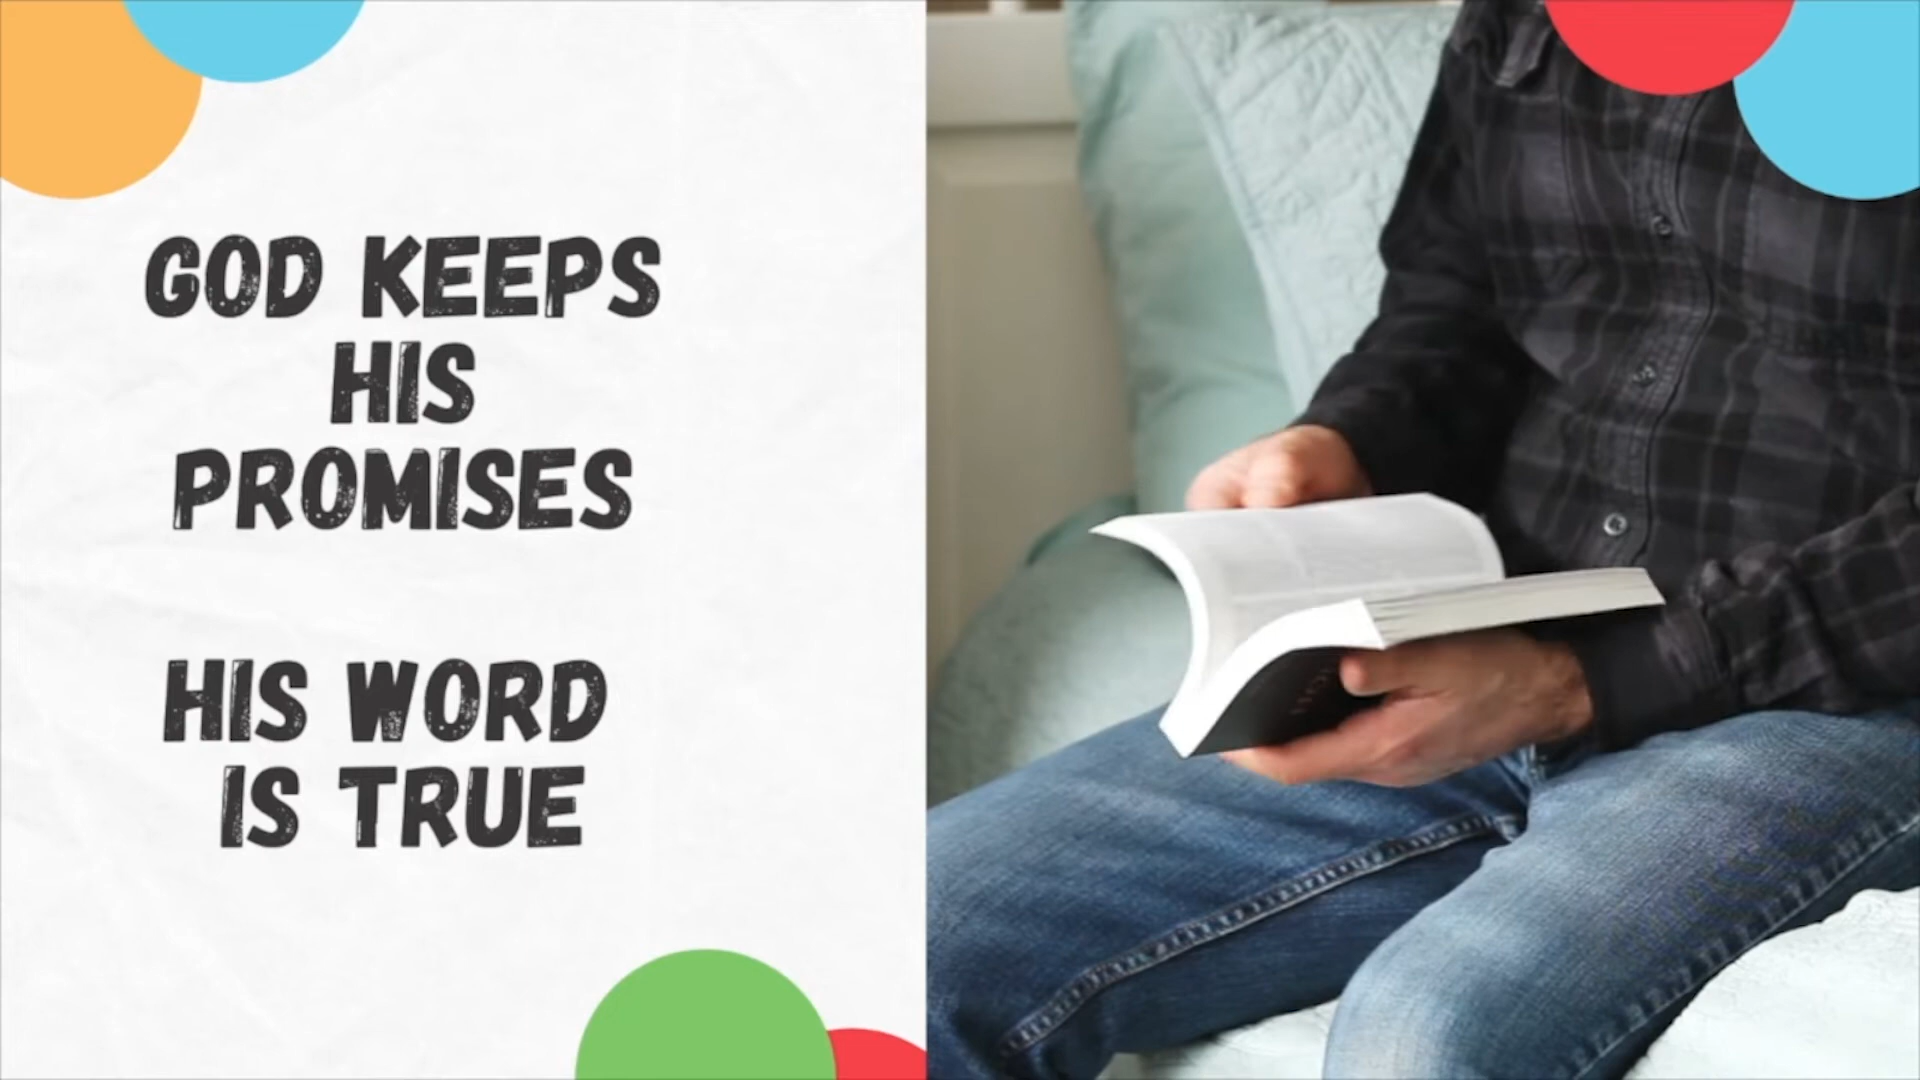 GOD KEEPS
HIS
PROMISES
HIS WORD
IS TRUE